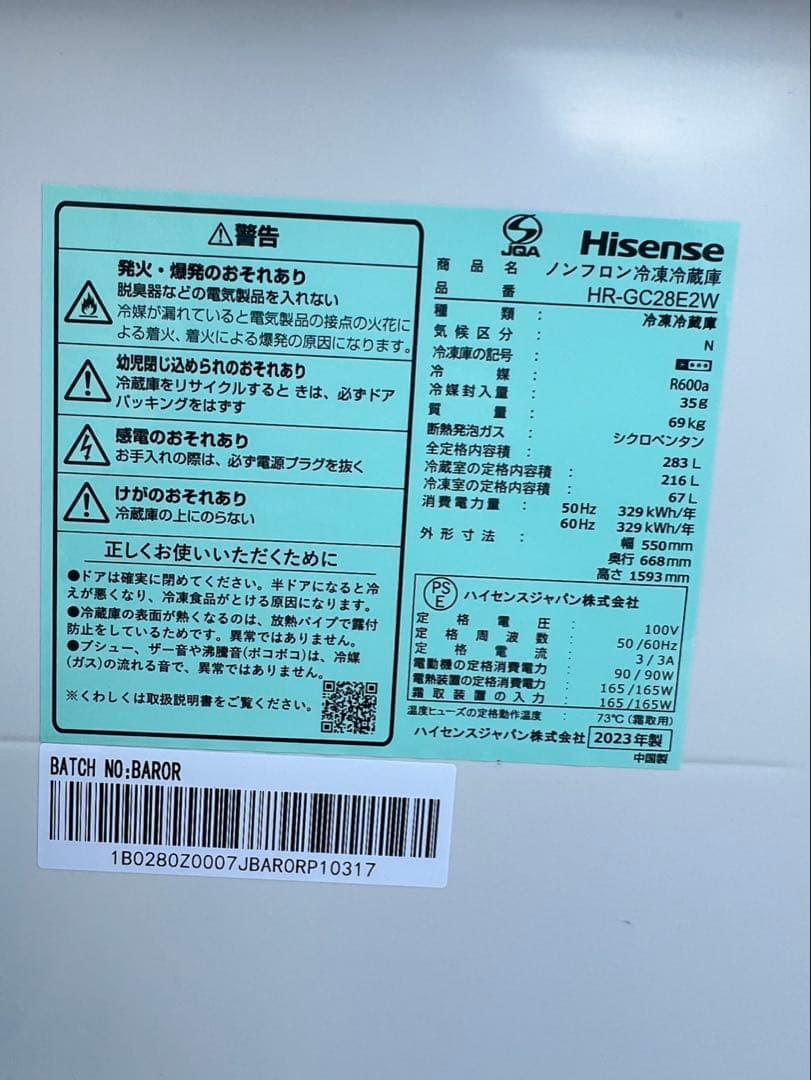 ⚠警告
発火・爆発のおそれあり
脱臭器などの電気製品を入れない
冷媒が漏れていると電気製品の接点の火花に
よる着火、着火による爆発の原因になります。
幼児閉じ込められのおそれあり
冷蔵庫をリサイクルするときは、必ずドア
パッキングをはずす
感電のおそれあり
お手入れの際は、必ず電源プラグを抜く
けがのおそれあり
冷蔵庫の上にのらない
正しくお使いいただくために
●ドアは確実に閉めてください。半ドアになると冷
えが悪くなり、冷凍食品がとける原因になります。
●冷蔵庫の表面が熱くなるのは、放熱パイプで露付
防止をしているためです。異常ではありません。
●ブシュー、ザー音や沸騰音(ボコボコ)は、冷媒
(ガス)の流れる音で、異常ではありません。
※くわしくは取扱説明書をご覧ください。
JQA
Hisense
商品名 ノンフロン冷凍冷蔵庫
品番 HR-GC28E2W
種類 : 冷凍冷蔵庫
気候区分 : N
冷凍庫の記号 :
冷媒 : R600a
冷媒封入量 : 35g
質量 : 69kg
断熱発泡ガス : シクロペンタン
全定格内容積 : 283 L
冷蔵室の定格内容積 : 216 L
冷凍室の定格内容積 : 67 L
消費電力量 : 50Hz 329 kWh/年
60Hz 329 kWh/年
外形寸法 : 幅 550mm
奥行 668mm
高さ 1593mm
PS
E
ハイセンスジャパン株式会社
定格電圧 : 100V
定格周波数 : 50/60Hz
定格電流 : 3/3A
電動機の定格消費電力 : 90/90W
電熱装置の定格消費電力 : 165/165W
霜取装置の入力 : 165/165W
温度ヒューズの定格動作温度 : 73℃(霜取用)
ハイセンスジャパン株式会社 2023年製
中国製
BATCH NO:BAR0R
1B0280Z0007JBAR0RP10317